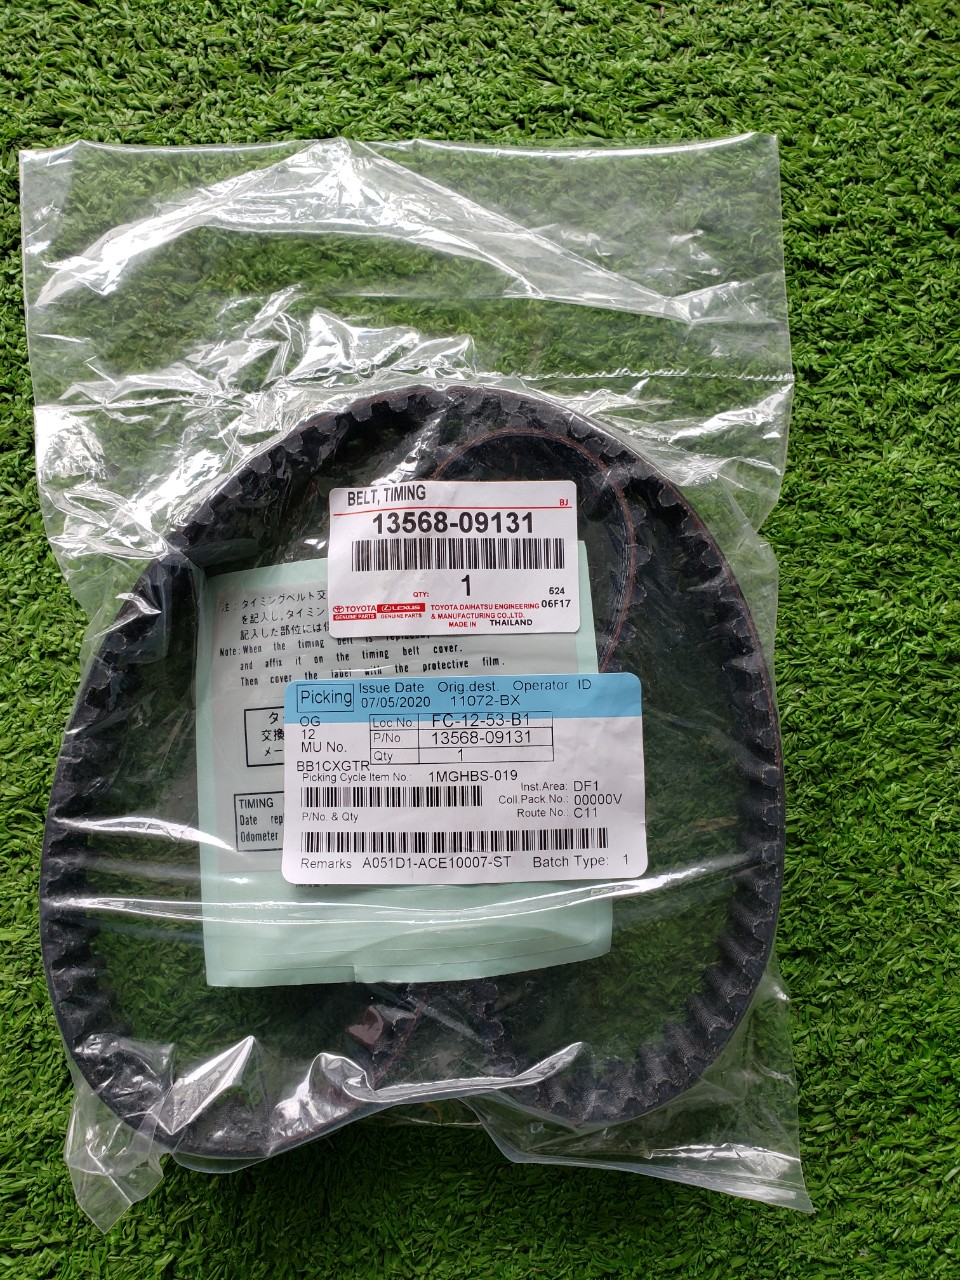 BELT, TIMING
BJ
13568-09131
QTY:
1
524
06F17
TOYOTA
GENUINE PARTS
LEXUS
GENUINE PARTS
TOYOTA DAIHATSU ENGINEERING
& MANUFACTURING CO.,LTD.
MADE IN THAILAND
注:タイミングベルト交
を記入し,タイミン
記入した部位には
Note: When the timing belt is replaced,
and affix it on the timing belt cover.
Then cover the label with the protective film.
交換
メー
TIMING
Date rep
Odometer
Picking
Issue Date Orig.dest. Operator ID
07/05/2020 11072-BX
OG
12
MU No.
BB1CXGTR
Loc No. FC-12-53-B1
P/No 13568-09131
Qty 1
Picking Cycle Item No.: 1MGHBS-019
Inst.Area: DF1
Coll.Pack No.: 00000V
Route No.: C11
P/No. & Qty
Remarks A051D1-ACE10007-ST Batch Type: 1